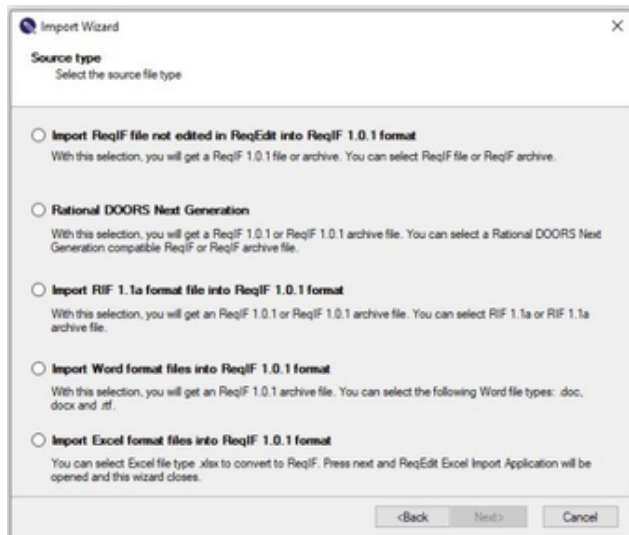 Import Wizard
Source type
Select the source file type
Import ReqIF file not edited in ReqEdit into ReqIF 1.0.1 format
With this selection, you will get a ReqIF 1.0.1 file or archive. You can select ReqIF file or ReqIF archive.
Rational DOORS Next Generation
With this selection, you will get a ReqIF 1.0.1 or ReqIF 1.0.1 archive file. You can select a Rational DOORS Next
Generation compatible ReqIF or ReqIF archive file.
Import RIF 1.1a format file into ReqIF 1.0.1 format
With this selection, you will get an ReqIF 1.0.1 or ReqIF 1.0.1 archive file. You can select RIF 1.1a or RIF 1.1a
archive file.
Import Word format files into ReqIF 1.0.1 format
With this selection, you will get an ReqIF 1.0.1 archive file. You can select the following Word file types: .doc,
docx and .rtf.
Import Excel format files into ReqIF 1.0.1 format
You can select Excel file type .xlsx to convert to ReqIF. Press next and ReqEdit Excel Import Application will be
opened and this wizard closes.
<Back Next> Cancel